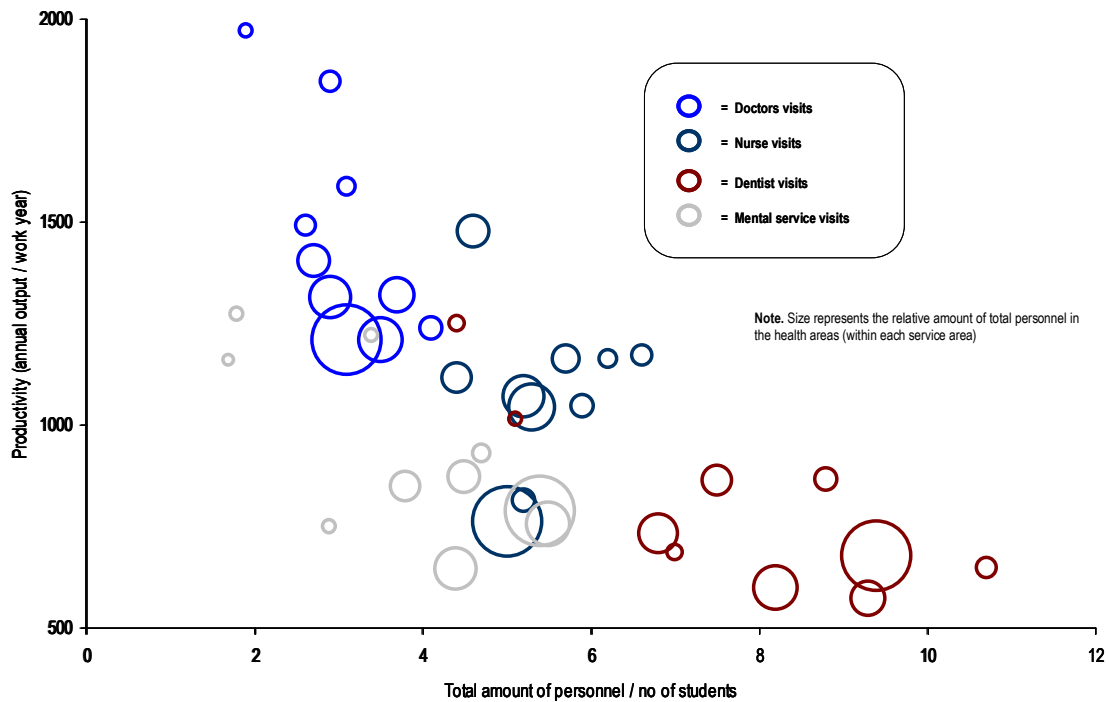 2000
1500
1000
500
Productivity (annual output / work year)
= Doctors visits
= Nurse visits
= Dentist visits
= Mental service visits
Note. Size represents the relative amount of total personnel in
the health areas (within each service area)
0 2 4 6 8 10 12
Total amount of personnel / no of students